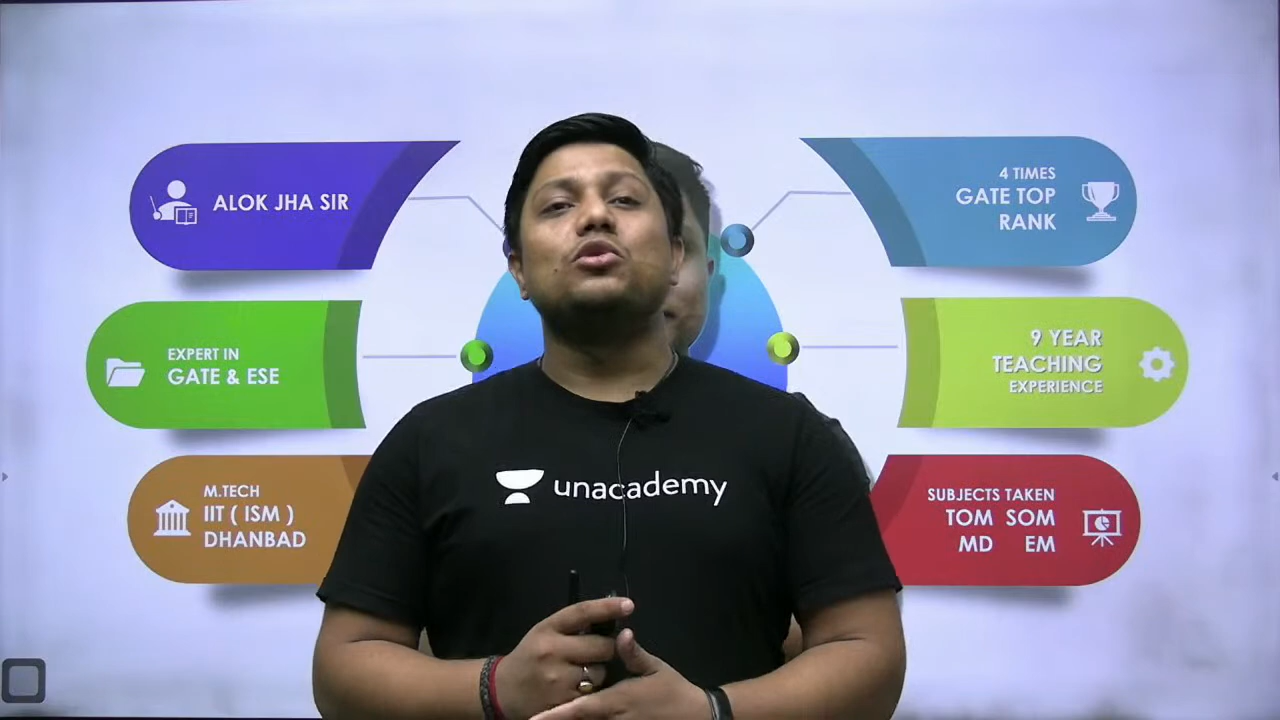 ALOK JHA SIR
EXPERT IN
GATE & ESE
M.TECH
IIT ( ISM )
DHANBAD
4 TIMES
GATE TOP
RANK
9 YEAR
TEACHING
EXPERIENCE
SUBJECTS TAKEN
TOM SOM
MD EM
unacademy